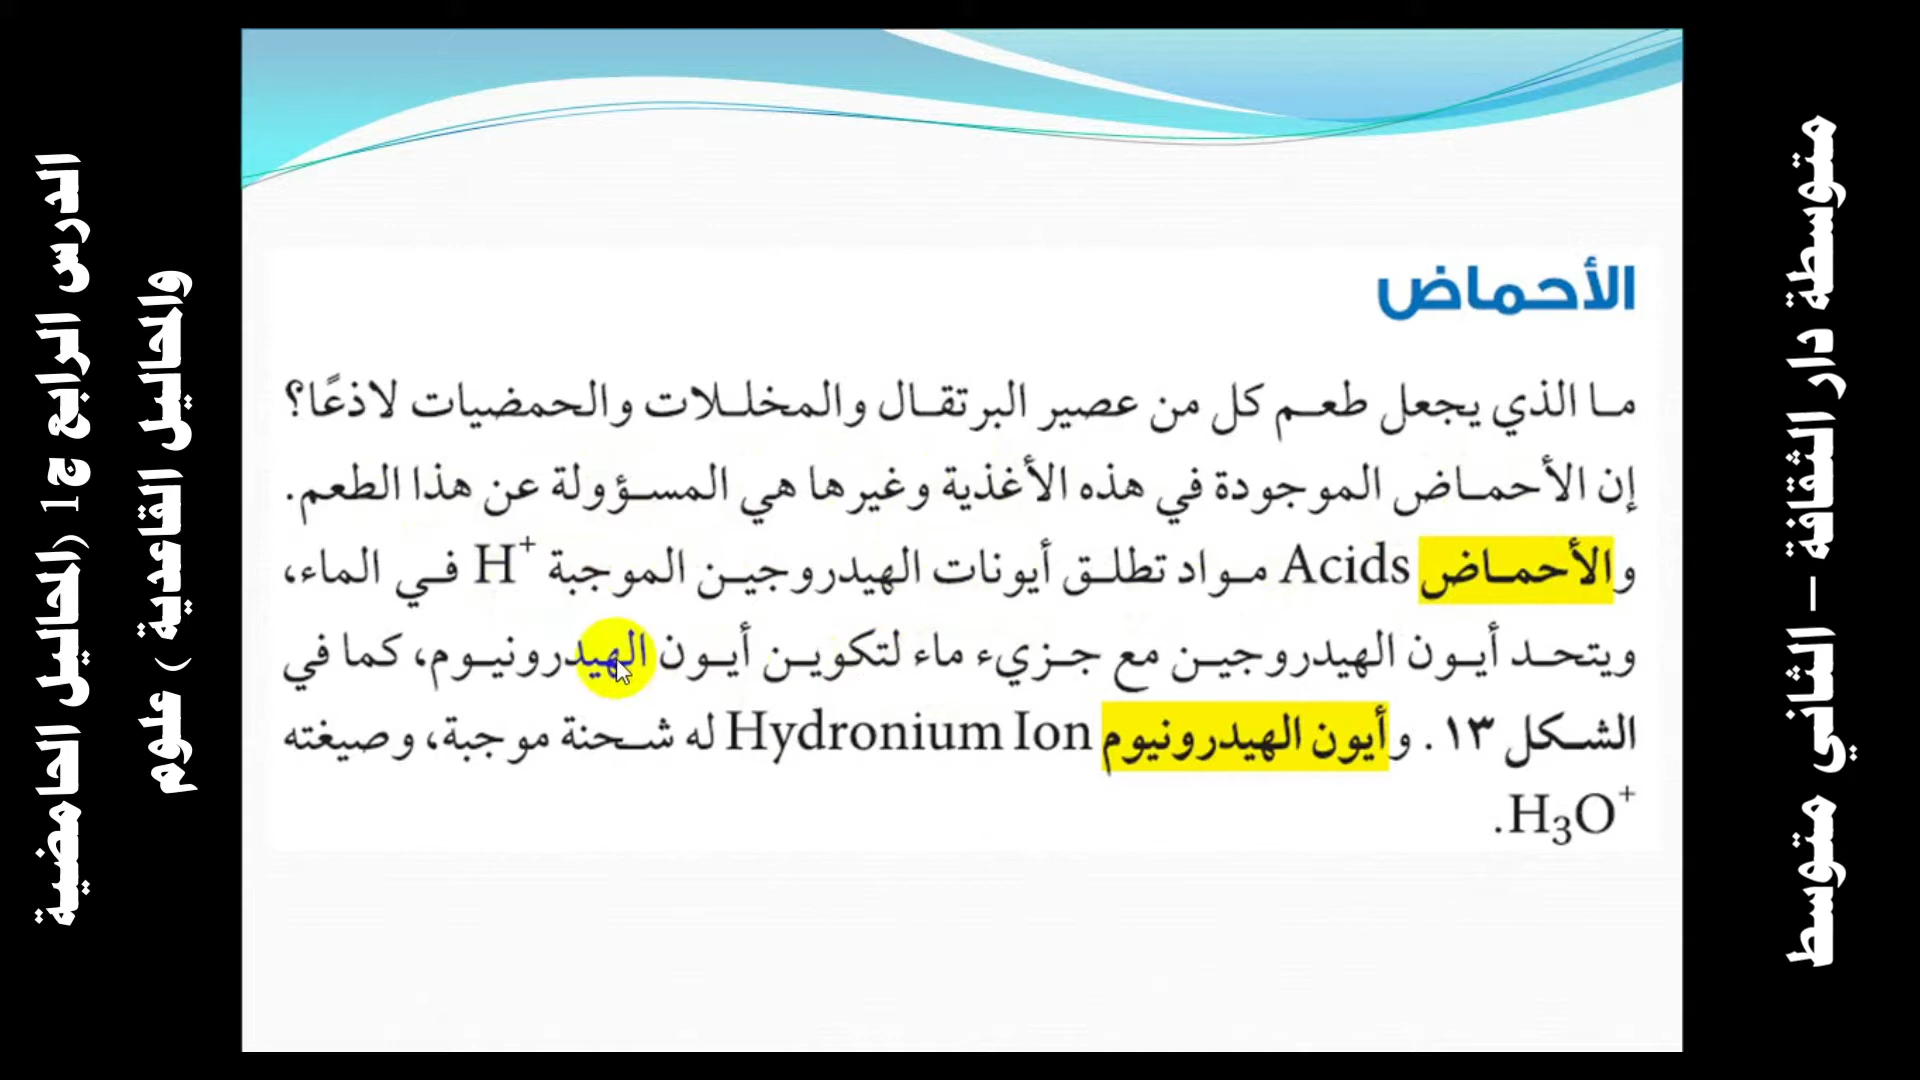 متوسطة دار الثقافة – الثاني متوسط
الأحماض
ما الذي يجعل طعم كل من عصير البرتقال والمخللات والحمضيات لاذعًا؟
إن الأحماض الموجودة في هذه الأغذية وغيرها هي المسؤولة عن هذا الطعم.
والأحماض Acids مواد تطلق أيونات الهيدروجين الموجبة H⁺ في الماء،
ويتحد أيون الهيدروجين مع جزيء ماء لتكوين أيون الهيدرونيوم، كما في
الشكل ١٣. وأيون الهيدرونيوم Hydronium Ion له شحنة موجبة، وصيغته
H₃O⁺.
الدرس الرابع ج1 (المحاليل الحامضية
والمحاليل القاعدية ) علوم